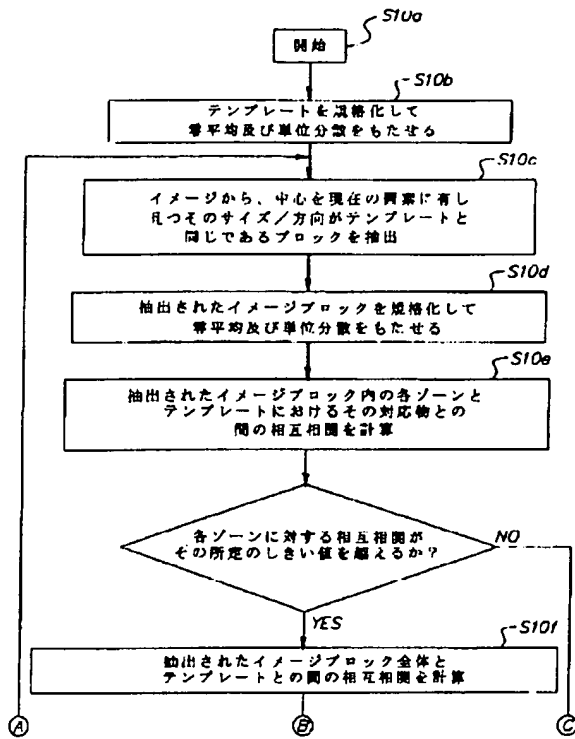 S10a
開始
S10b
テンプレートを規格化して
零平均及び単位分散をもたせる
S10c
イメージから、中心を現在の画素に有し
且つそのサイズ/方向がテンプレートと
同じであるブロックを抽出
S10d
抽出されたイメージブロックを規格化して
零平均及び単位分散をもたせる
S10e
抽出されたイメージブロック内の各ゾーンと
テンプレートにおけるその対応物との
間の相互相関を計算
各ゾーンに対する相互相関が
その所定のしきい値を越えるか?
NO
YES
S10f
抽出されたイメージブロック全体と
テンプレートとの間の相互相関を計算
A
B
C